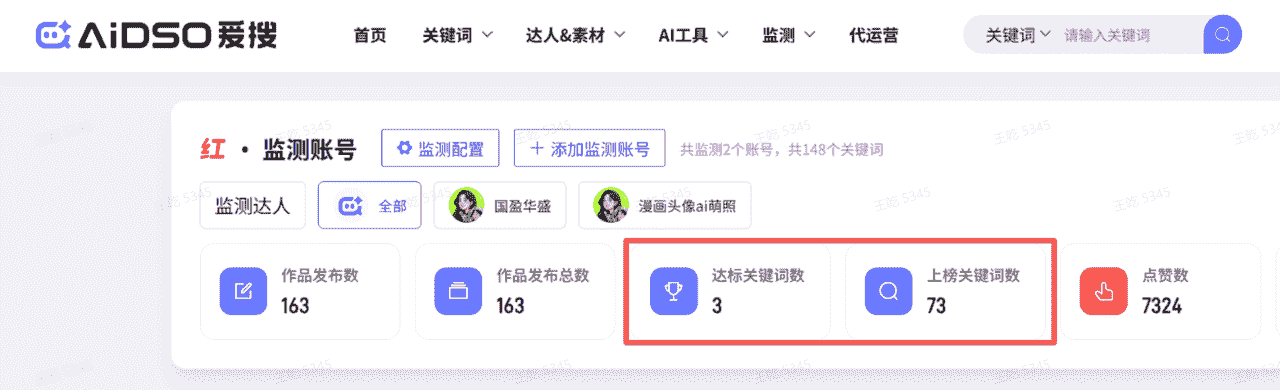 AiDSO爱搜 首页 关键词 达人&素材 AI工具 监测 代运营 关键词 请输入关键词
红 · 监测账号 监测配置 + 添加监测账号 共监测2个账号，共148个关键词
监测达人 全部 国盈华盛 漫画头像ai萌照
作品发布数 作品发布总数 达标关键词数 上榜关键词数 点赞数
163 163 3 73 7324
王屹 5345